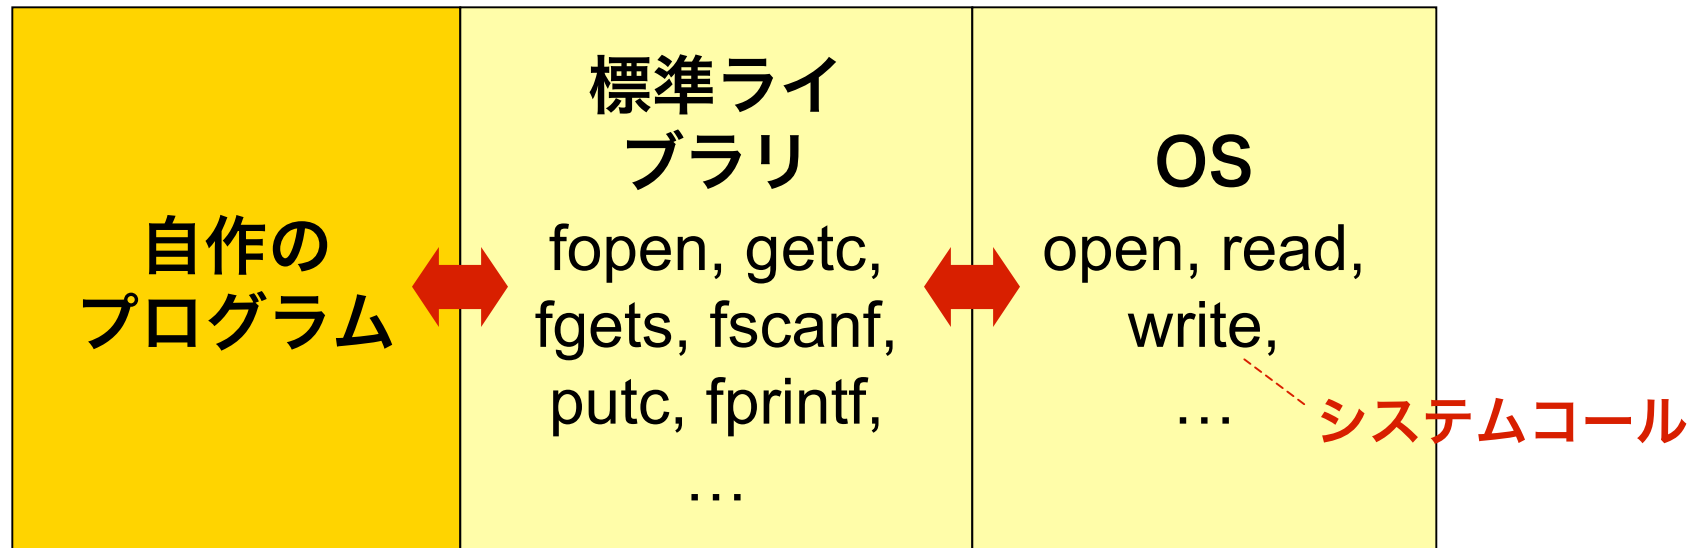 自作の
プログラム
標準ライ
ブラリ
fopen, getc,
fgets, fscanf,
putc, fprintf,
…
OS
open, read,
write,
…
システムコール